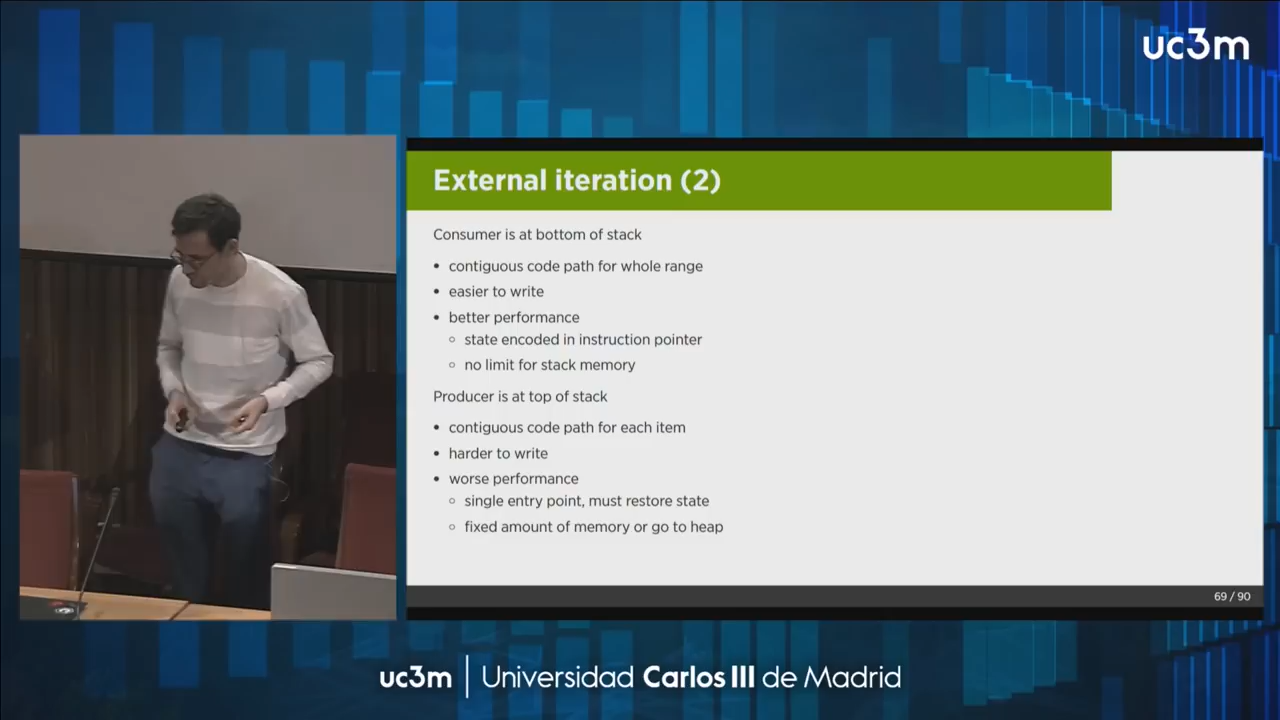 uc3m
External iteration (2)
Consumer is at bottom of stack
• contiguous code path for whole range
• easier to write
• better performance
◦ state encoded in instruction pointer
◦ no limit for stack memory
Producer is at top of stack
• contiguous code path for each item
• harder to write
• worse performance
◦ single entry point, must restore state
◦ fixed amount of memory or go to heap
69 / 90
uc3m | Universidad Carlos III de Madrid